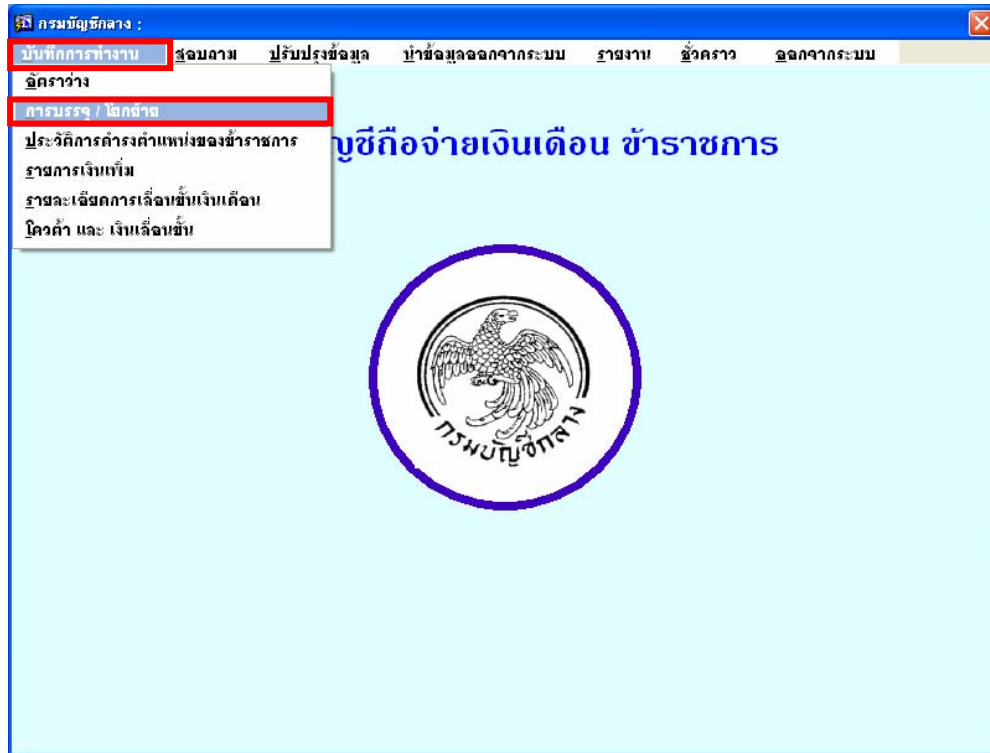 กรมบัญชีกลาง :
บันทึกการทำงาน สอบถาม ปรับปรุงข้อมูล นำข้อมูลออกจากระบบ รายงาน ชั่วคราว ออกจากระบบ
อัตราว่าง
การบรรจุ / โยกย้าย
ประวัติการดำรงตำแหน่งของข้าราชการ
รายการเงินเพิ่ม
รายละเอียดการเลื่อนขั้นเงินเดือน
โควต้า และ เงินเลื่อนขั้น
ญชีถือจ่ายเงินเดือน ข้าราชการ
กรมบัญชีกลาง